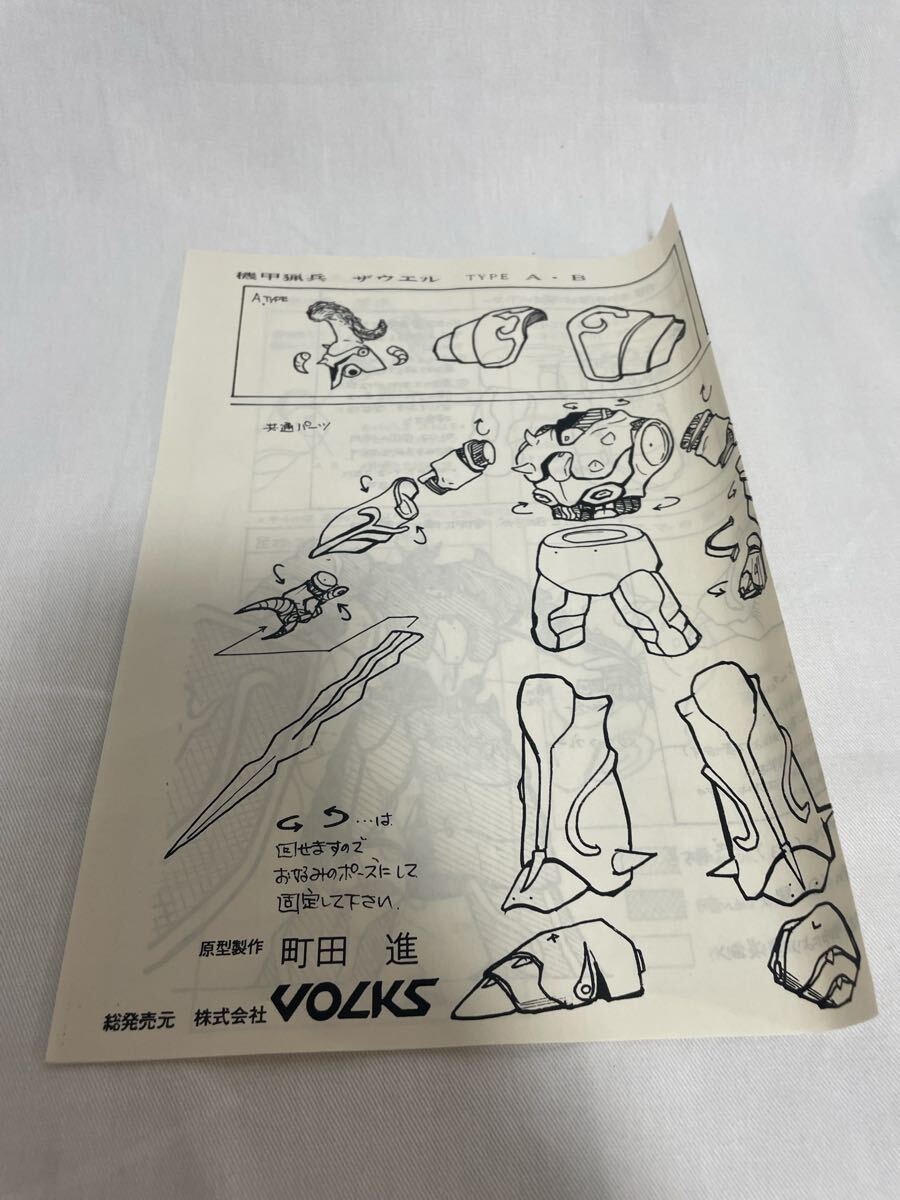 機甲猟兵 ザウエル TYPE A・B
A.TYPE
共通パーツ
…は
回せますので
お好みのポーズにして
固定して下さい.
原型製作 町田 進
総発売元 株式会社 VOLKS